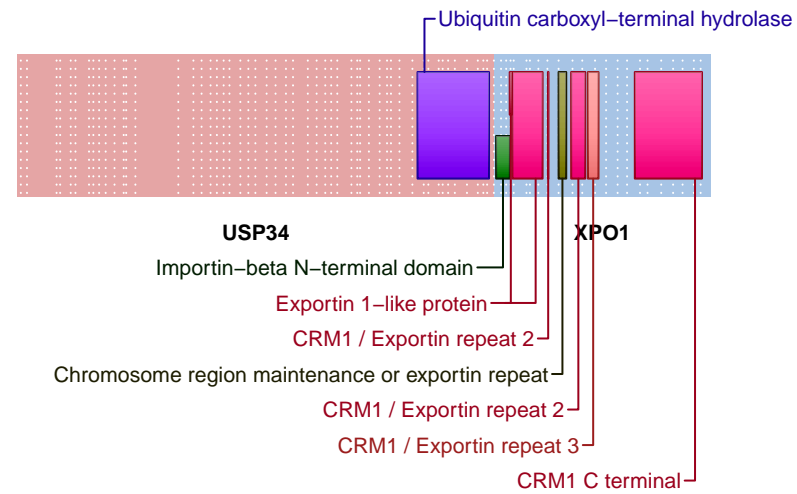 Ubiquitin carboxyl−terminal hydrolase
USP34 XPO1
Importin−beta N−terminal domain
Exportin 1−like protein
CRM1 / Exportin repeat 2
Chromosome region maintenance or exportin repeat
CRM1 / Exportin repeat 2
CRM1 / Exportin repeat 3
CRM1 C terminal